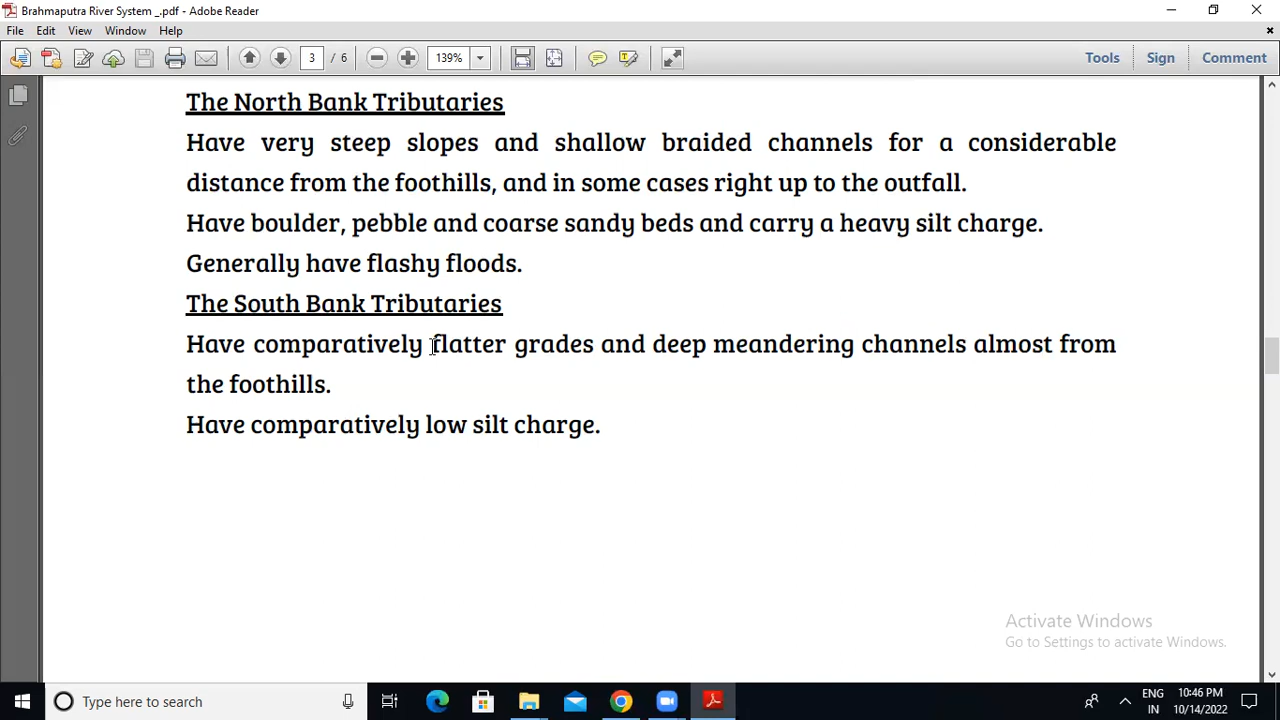 Brahmaputra River System _.pdf - Adobe Reader
File Edit View Window Help
3 / 6 139% Tools Sign Comment
The North Bank Tributaries
Have very steep slopes and shallow braided channels for a considerable
distance from the foothills, and in some cases right up to the outfall.
Have boulder, pebble and coarse sandy beds and carry a heavy silt charge.
Generally have flashy floods.
The South Bank Tributaries
Have comparatively flatter grades and deep meandering channels almost from
the foothills.
Have comparatively low silt charge.
Activate Windows
Go to Settings to activate Windows.
Type here to search
ENG 10:46 PM
IN 10/14/2022